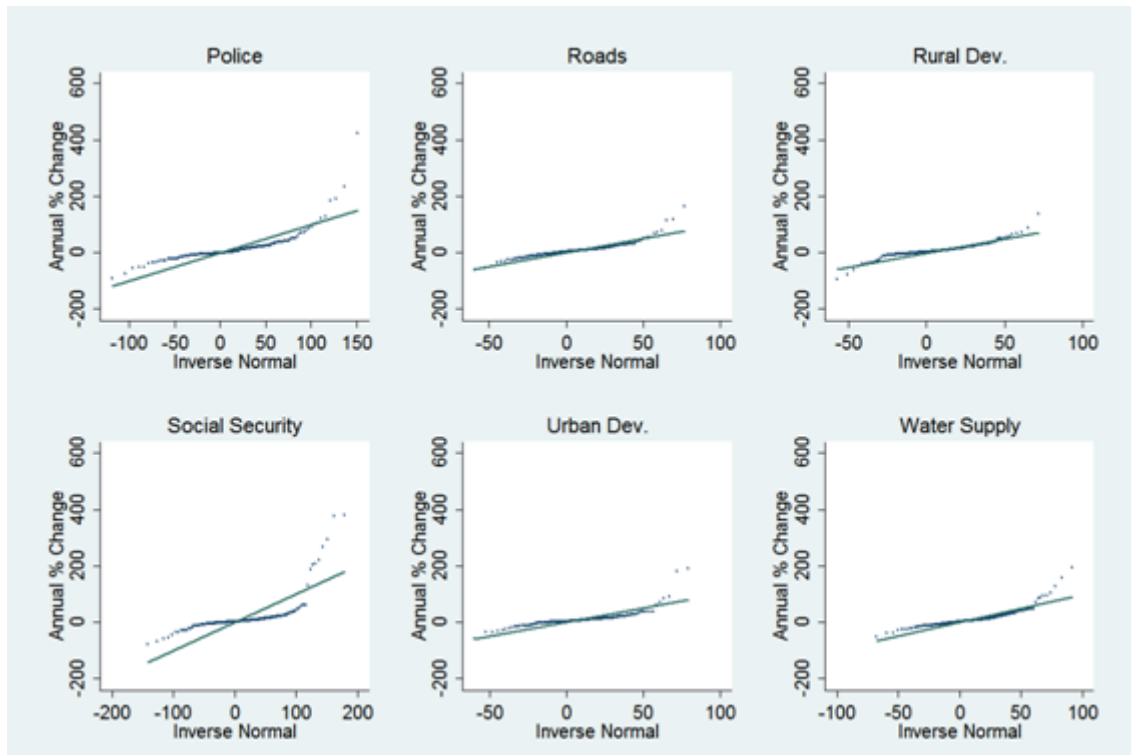 Police
Roads
Rural Dev.
Annual % Change
600
400
200
0
-200
-100 -50 0 50 100 150
Inverse Normal
Annual % Change
600
400
200
0
-200
-50 0 50 100
Inverse Normal
Annual % Change
600
400
200
0
-200
-50 0 50 100
Inverse Normal
Social Security
Urban Dev.
Water Supply
Annual % Change
600
400
200
0
-200
-200 -100 0 100 200
Inverse Normal
Annual % Change
600
400
200
0
-200
-50 0 50 100
Inverse Normal
Annual % Change
600
400
200
0
-200
-100 -50 0 50 100
Inverse Normal